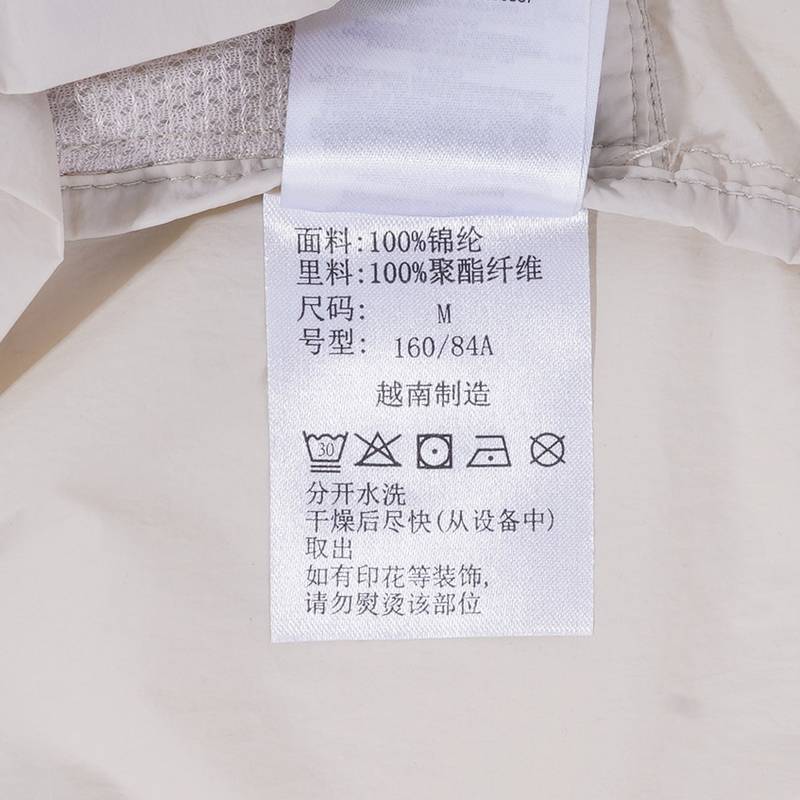 面料:100%锦纶
里料:100%聚酯纤维
尺码: M
号型: 160/84A
越南制造
30
分开水洗
干燥后尽快(从设备中)
取出
如有印花等装饰,
请勿熨烫该部位